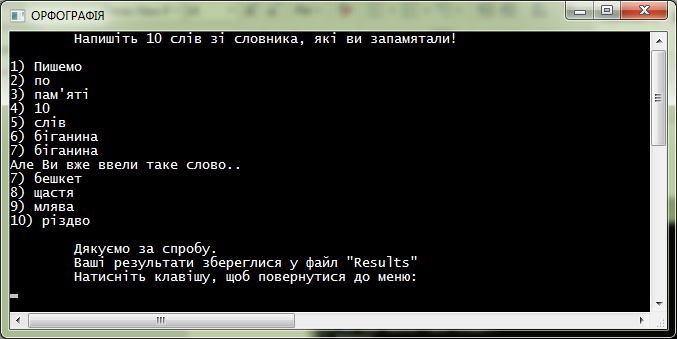 ОРФОГРАФІЯ
Напишіть 10 слів зі словника, які ви запамятали!
1) Пишемо
2) по
3) пам'яті
4) 10
5) слів
6) біганина
7) біганина
Але Ви вже ввели таке слово..
7) бешкет
8) щастя
9) млява
10) різдво
Дякуємо за спробу.
Ваші результати збереглися у файл "Results"
Натисніть клавішу, щоб повернутися до меню: